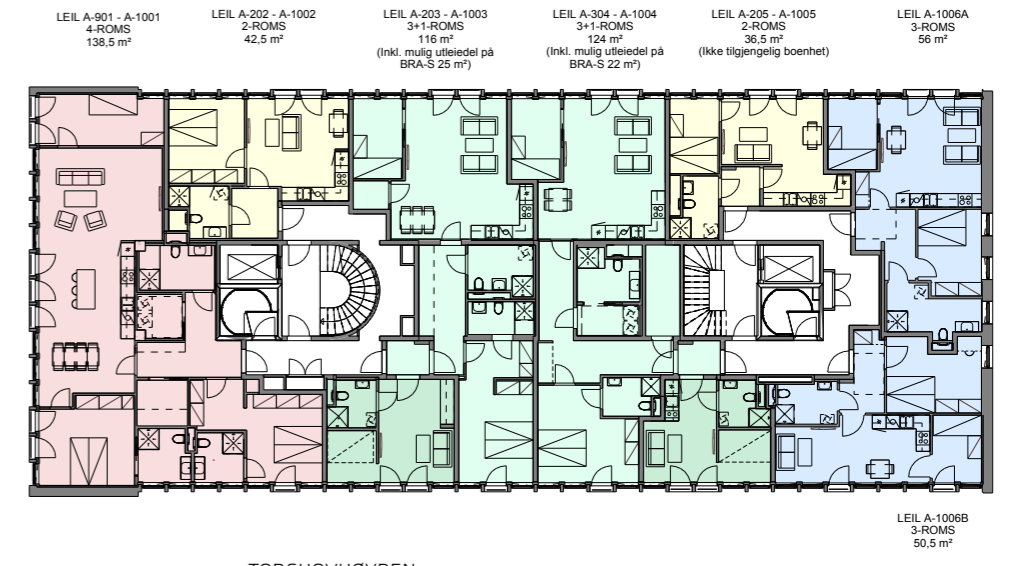 LEIL A-901 - A-1001
4-ROMS
138,5 m²
LEIL A-202 - A-1002
2-ROMS
42,5 m²
LEIL A-203 - A-1003
3+1-ROMS
116 m²
(Inkl. mulig utleiedel på
BRA-S 25 m²)
LEIL A-304 - A-1004
3+1-ROMS
124 m²
(Inkl. mulig utleiedel på
BRA-S 22 m²)
LEIL A-205 - A-1005
2-ROMS
36,5 m²
(Ikke tilgjengelig boenhet)
LEIL A-1006A
3-ROMS
56 m²
LEIL A-1006B
3-ROMS
50,5 m²